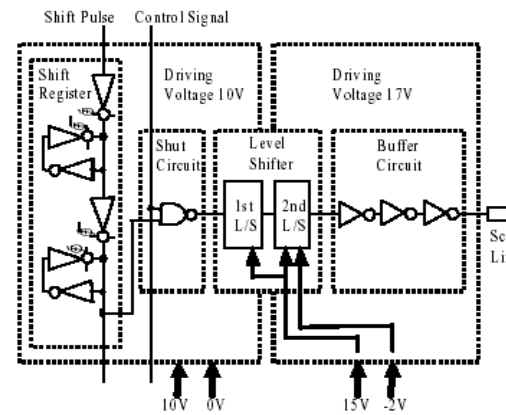 Shift Pulse
Control Signal
Shift
Register
Driving
Voltage 10V
Driving
Voltage 17V
Shut
Circuit
Level
Shifter
Buffer
Circuit
1st
L/S
2nd
L/S
10V
0V
15V
-2V